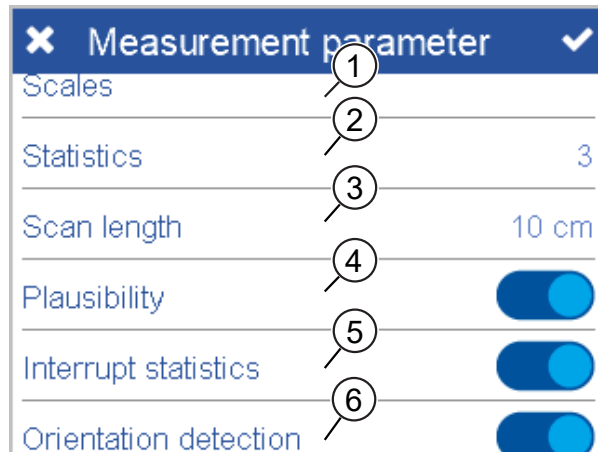 Measurement parameter
1
Scales
2
Statistics 3
3
Scan length 10 cm
4
Plausibility
5
Interrupt statistics
6
Orientation detection